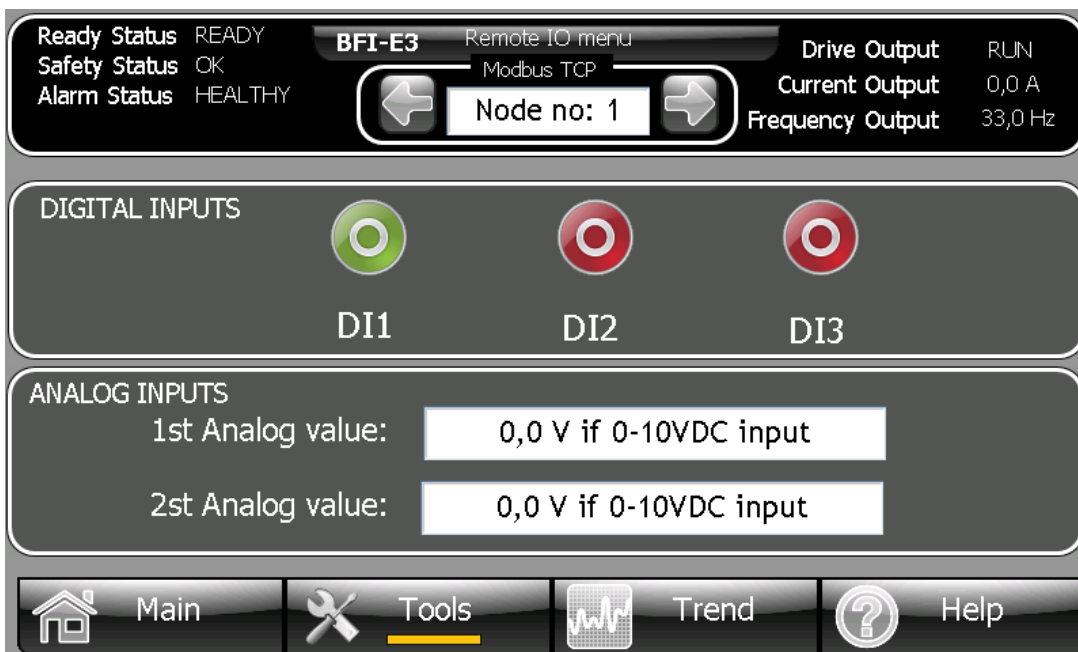 Ready Status READY
Safety Status OK
Alarm Status HEALTHY
BFI-E3 Remote IO menu
Modbus TCP
Node no: 1
Drive Output RUN
Current Output 0,0 A
Frequency Output 33,0 Hz
DIGITAL INPUTS
DI1 DI2 DI3
ANALOG INPUTS
1st Analog value: 0,0 V if 0-10VDC input
2st Analog value: 0,0 V if 0-10VDC input
Main Tools Trend Help